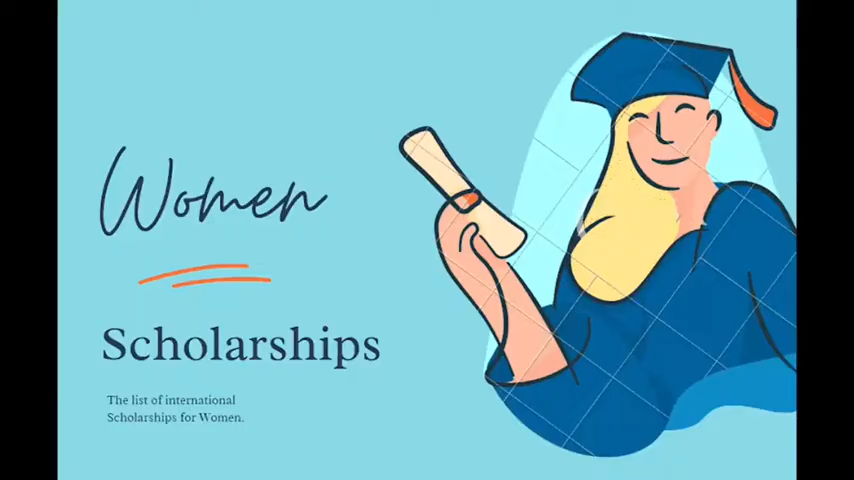 Women
Scholarships
The list of international
Scholarships for Women.